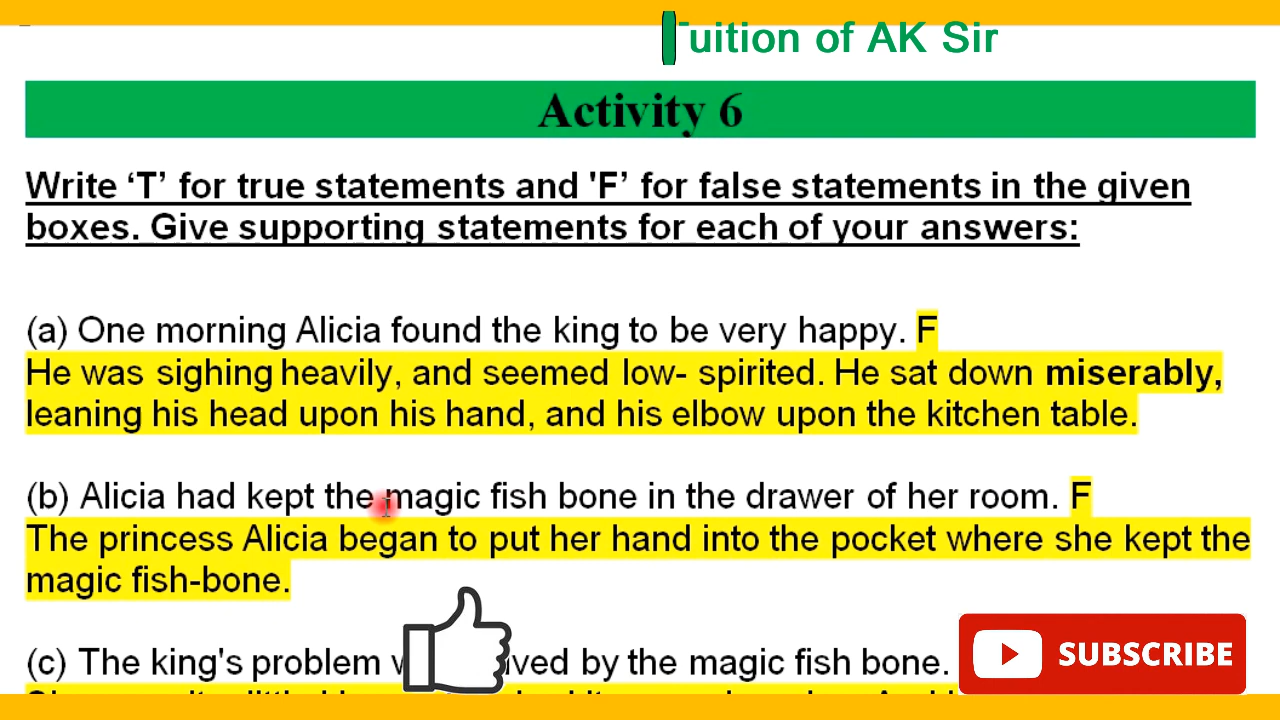 Tuition of AK Sir
Activity 6
Write ‘T’ for true statements and 'F’ for false statements in the given
boxes. Give supporting statements for each of your answers:
(a) One morning Alicia found the king to be very happy. F
He was sighing heavily, and seemed low- spirited. He sat down miserably,
leaning his head upon his hand, and his elbow upon the kitchen table.
(b) Alicia had kept the magic fish bone in the drawer of her room. F
The princess Alicia began to put her hand into the pocket where she kept the
magic fish-bone.
(c) The king's problem by the magic fish bone.
SUBSCRIBE